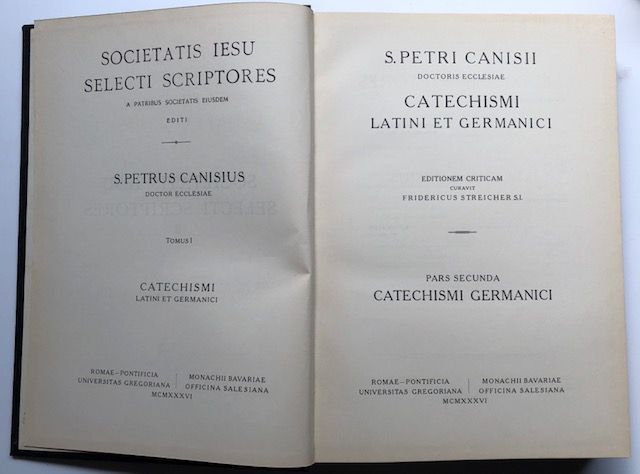 SOCIETATIS IESU
SELECTI SCRIPTORES
A PATRIBUS SOCIETATIS EIUSDEM
EDITI
S. PETRUS CANISIUS
DOCTOR ECCLESIAE
TOMUS I
CATECHISMI
LATINI ET GERMANICI
ROMAE-PONTIFICIA
UNIVERSITAS GREGORIANA
MONACHII BAVARIAE
OFFICINA SALESIANA
MCMXXXVI
S. PETRI CANISII
DOCTORIS ECCLESIAE
CATECHISMI
LATINI ET GERMANICI
EDITIONEM CRITICAM
CURAVIT
FRIDERICUS STREICHER S.I.
PARS SECUNDA
CATECHISMI GERMANICI
ROMAE-PONTIFICIA
UNIVERSITAS GREGORIANA
MONACHII BAVARIAE
OFFICINA SALESIANA
MCMXXXVI